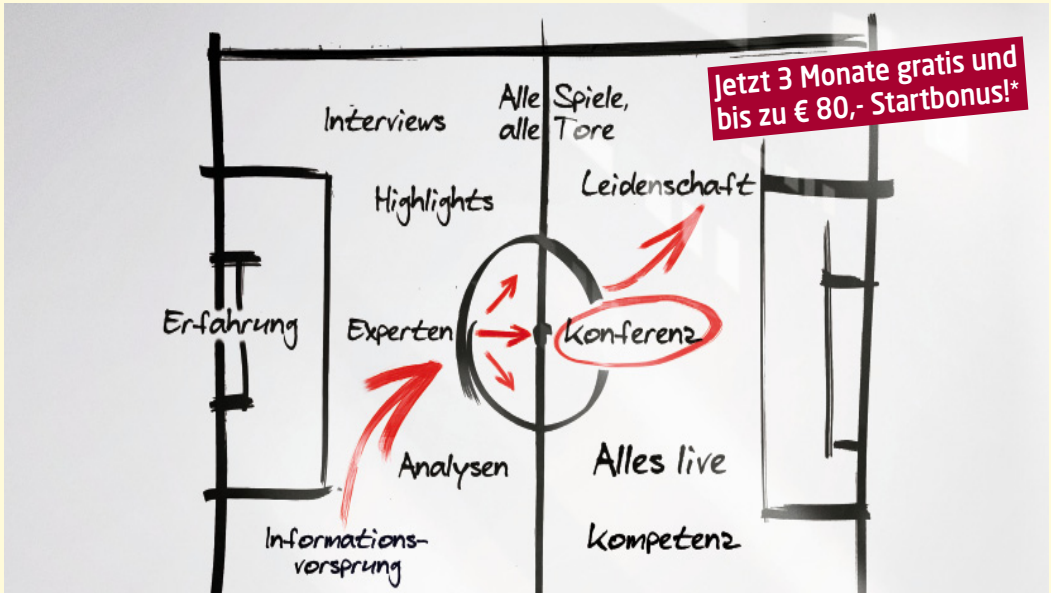 Jetzt 3 Monate gratis und
bis zu € 80,- Startbonus!*
Interviews
Alle Spiele,
alle Tore
Highlights
Leidenschaft
Erfahrung
Experten
Konferenz
Analysen
Alles live
Informations-
vorsprung
Kompetenz